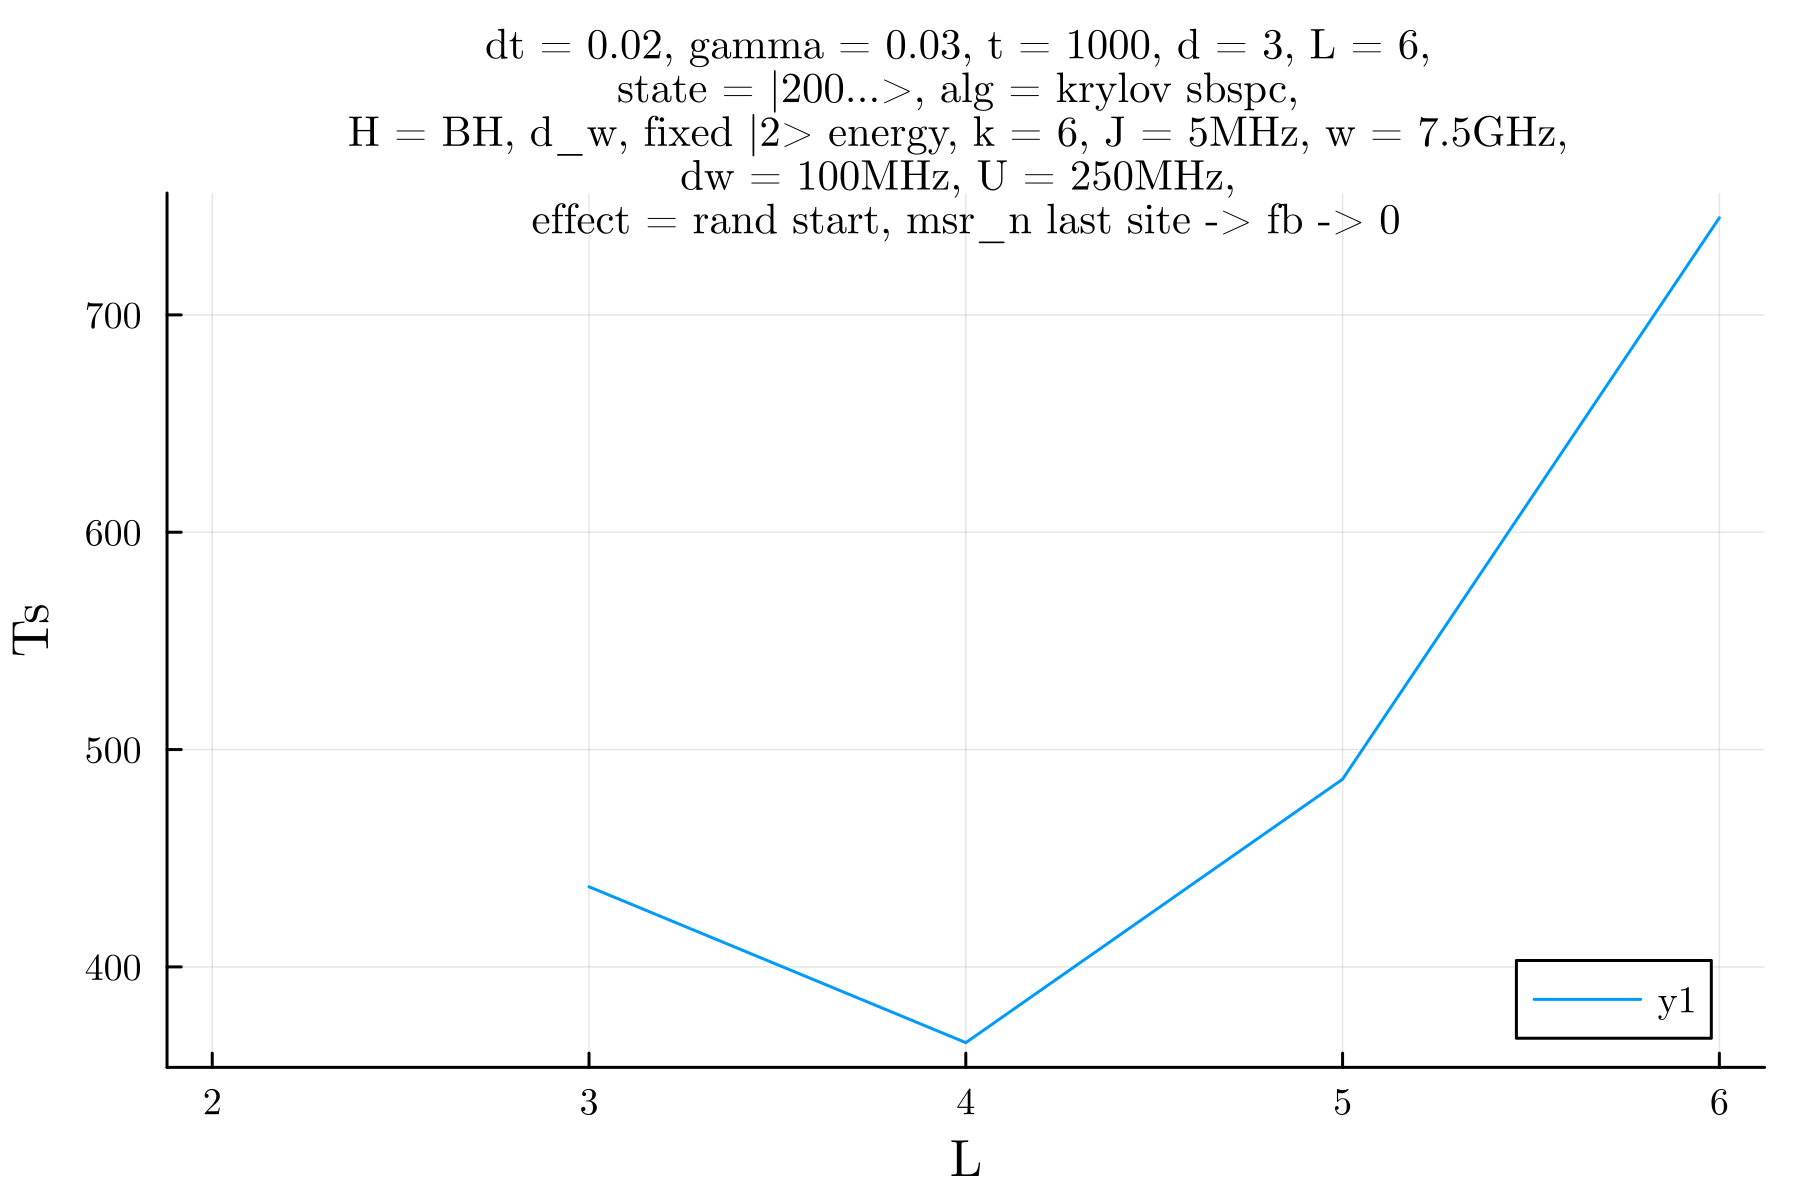 dt = 0.02, gamma = 0.03, t = 1000, d = 3, L = 6,
state = |200...>, alg = krylov sbspc,
H = BH, d_w, fixed |2> energy, k = 6, J = 5MHz, w = 7.5GHz,
dw = 100MHz, U = 250MHz,
effect = rand start, msr_n last site -> fb -> 0
700
600
500
400
Ts
y1
2 3 4 5 6
L